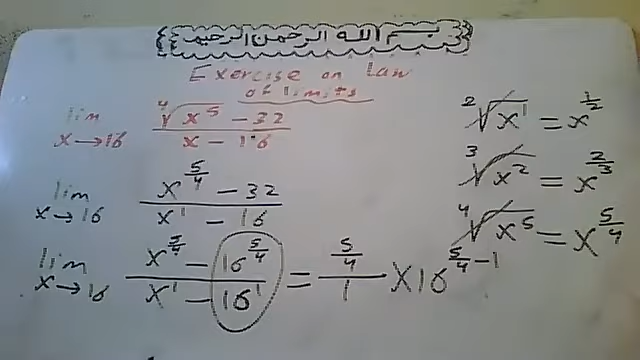 بسم الله الرحمن الرحيم
Exercise on Law
of limits
lim x→16 (⁴√x⁵ - 32)/(x - 16)
lim x→16 (x^(5/4) - 32)/(x¹ - 16)
lim x→16 (x^(5/4) - 16^(5/4))/(x¹ - 16¹) = (5/4)/1 × 16^(5/4 - 1)
²√x¹ = x^(1/2)
³√x² = x^(2/3)
⁴√x⁵ = x^(5/4)